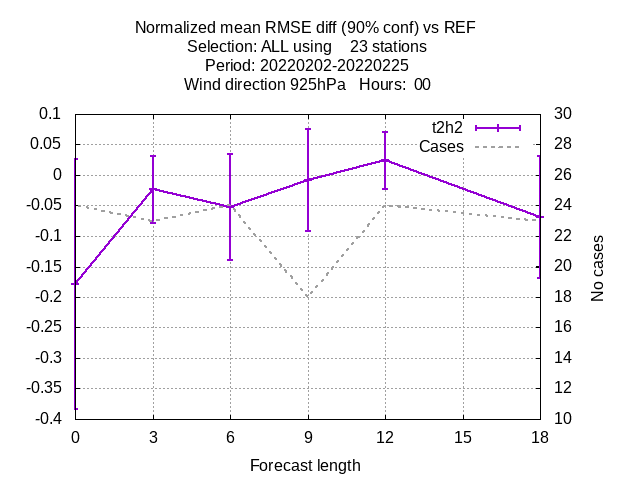 Normalized mean RMSE diff (90% conf) vs REF
Selection: ALL using    23 stations
Period: 20220202-20220225
Wind direction 925hPa   Hours:  00
t2h2
Cases
0.1
0.05
0
-0.05
-0.1
-0.15
-0.2
-0.25
-0.3
-0.35
-0.4
30
28
26
24
22
20
18
16
14
12
10
No cases
0 3 6 9 12 15 18
Forecast length